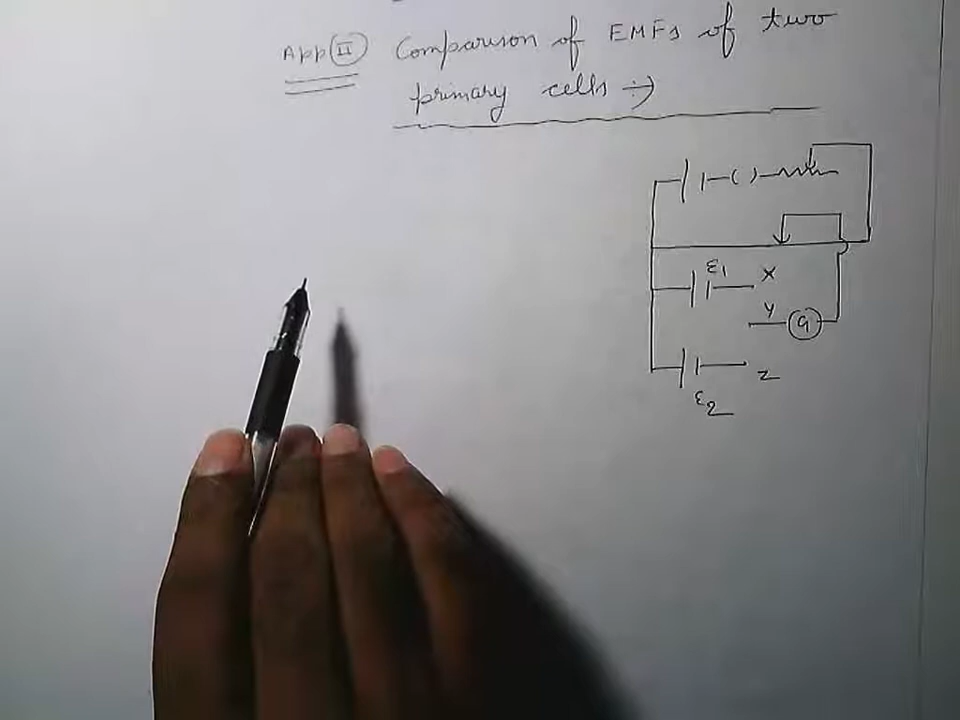 App (II) Comparison of EMFs of two
primary cells ÷)
ε1 X
Y G
Z
ε2